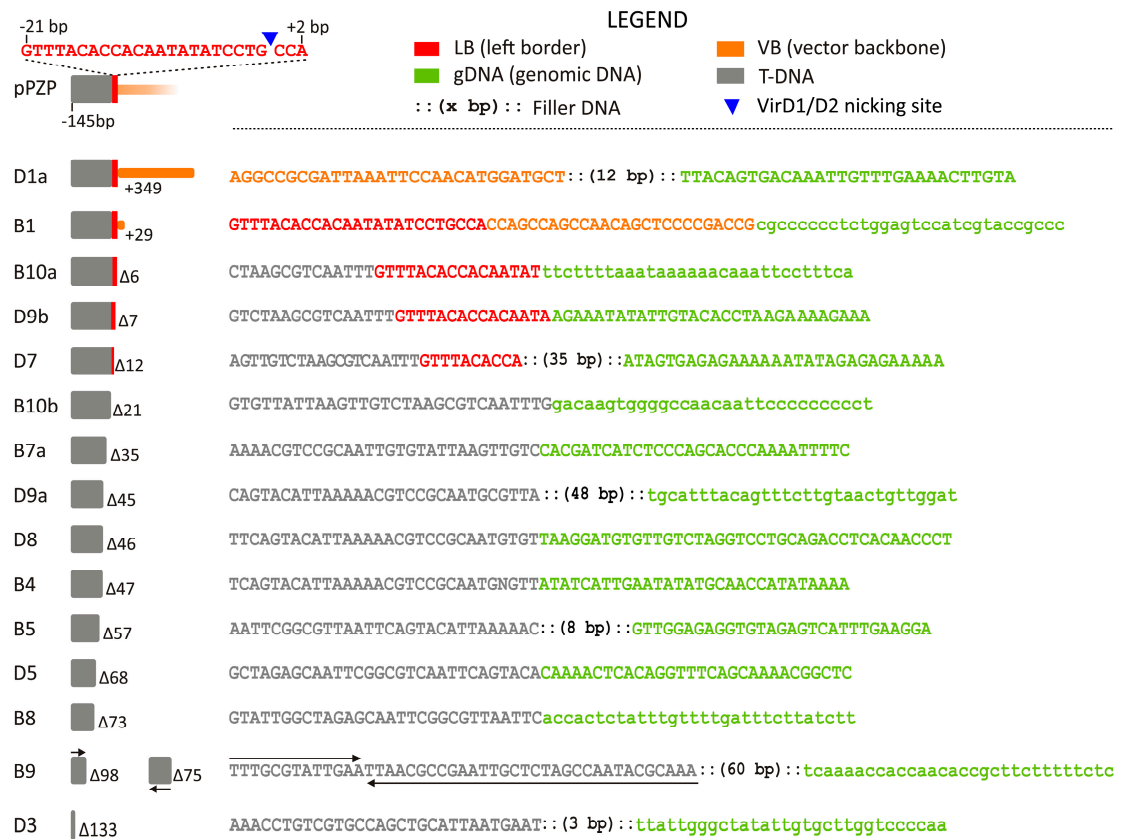 -21 bp +2 bp
GTTTACACCACAATATATCCTG CCA
pPZP
-145bp
LEGEND
LB (left border)
VB (vector backbone)
gDNA (genomic DNA)
T-DNA
::(x bp):: Filler DNA
VirD1/D2 nicking site
D1a +349 AGGCCGCGATTAAATTCCAACATGGATGCT::(12 bp)::TTACAGTGACAAATTGTTTGAAAACTTGTA
B1 +29 GTTTACACCACAATATATCCTGCCACCAGCCAGCCAACAGCTCCCCGACCGcgcccccctctggagtccatcgtaccgccc
B10a Δ6 CTAAGCGTCAATTTGTTTACACCACAATATttcttttaaataaaaaacaaattcctttca
D9b Δ7 GTCTAAGCGTCAATTTGTTTACACCACAATAAGAAATATATTGTACACCTAAGAAAAGAAA
D7 Δ12 AGTTGTCTAAGCGTCAATTTGTTTACACCA::(35 bp)::ATAGTGAGAGAAAAAATATAGAGAGAAAAA
B10b Δ21 GTGTTATTAAGTTGTCTAAGCGTCAATTTGgacaagtggggccaacaattcccccccccct
B7a Δ35 AAAACGTCCGCAATTGTGTATTAAGTTGTCCACGATCATCTCCCAGCACCCAAAATTTTC
D9a Δ45 CAGTACATTAAAAACGTCCGCAATGCGTTA::(48 bp)::tgcatttacagtttcttgtaactgttggat
D8 Δ46 TTCAGTACATTAAAAACGTCCGCAATGTGTTAAGGATGTGTTGTCTAGGTCCTGCAGACCTCACAACCCT
B4 Δ47 TCAGTACATTAAAAACGTCCGCAATGNGTTATATCATTGAATATATGCAACCATATAAAA
B5 Δ57 AATTCGGCGTTAATTCAGTACATTAAAAAC::(8 bp)::GTTGGAGAGGTGTAGAGTCATTTGAAGGA
D5 Δ68 GCTAGAGCAATTCGGCGTCAATTCAGTACACAAAACTCACAGGTTTCAGCAAAACGGCTC
B8 Δ73 GTATTGGCTAGAGCAATTCGGCGTTAATTCaccactctatttgttttgatttcttatctt
B9 Δ98 Δ75 TTTGCGTATTGAATTAACGCCGAATTGCTCTAGCCAATACGCAAA::(60 bp)::tcaaaaccaccaacaccgcttctttttctc
D3 Δ133 AAACCTGTCGTGCCAGCTGCATTAATGAAT::(3 bp)::ttattgggctatattgtgcttggtccccaa